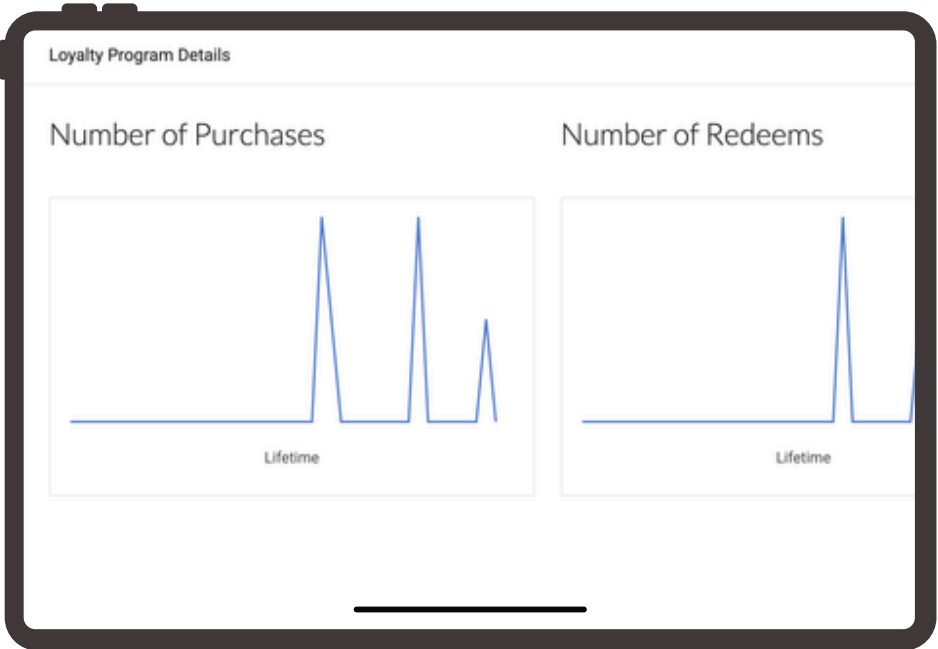 Loyalty Program Details
Number of Purchases
Number of Redeems
Lifetime
Lifetime